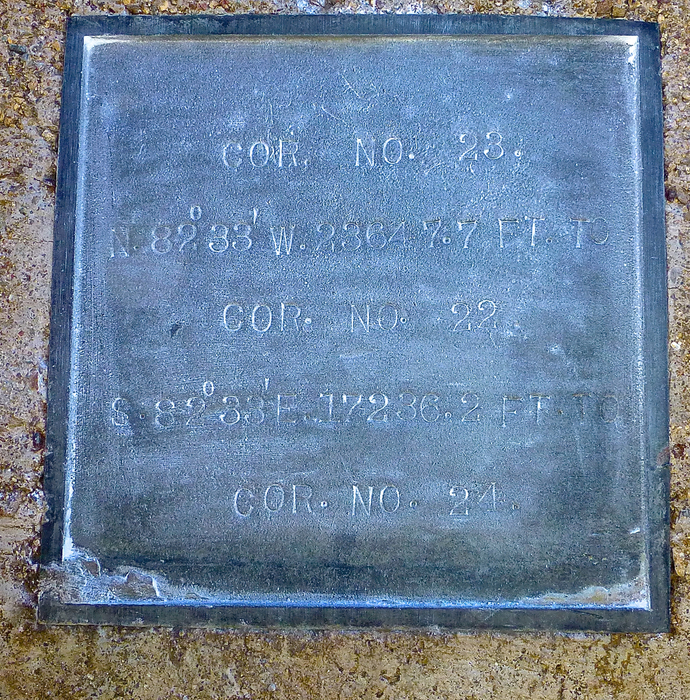 COR. NO. 23.
N. 82°33' W. 23647.7 FT. TO
COR. NO. 22.
S. 82°33' E. 17236.2 FT. TO
COR. NO. 24.